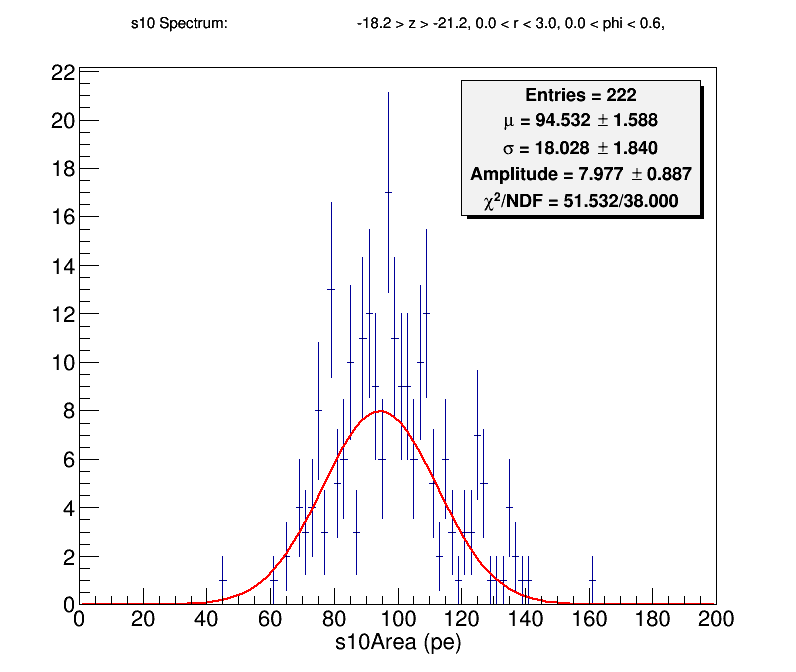 s10 Spectrum: -18.2 > z > -21.2, 0.0 < r < 3.0, 0.0 < phi < 0.6,
Entries = 222
μ = 94.532 ± 1.588
σ = 18.028 ± 1.840
Amplitude = 7.977 ± 0.887
χ²/NDF = 51.532/38.000
22
20
18
16
14
12
10
8
6
4
2
0
0 20 40 60 80 100 120 140 160 180 200
s10Area (pe)